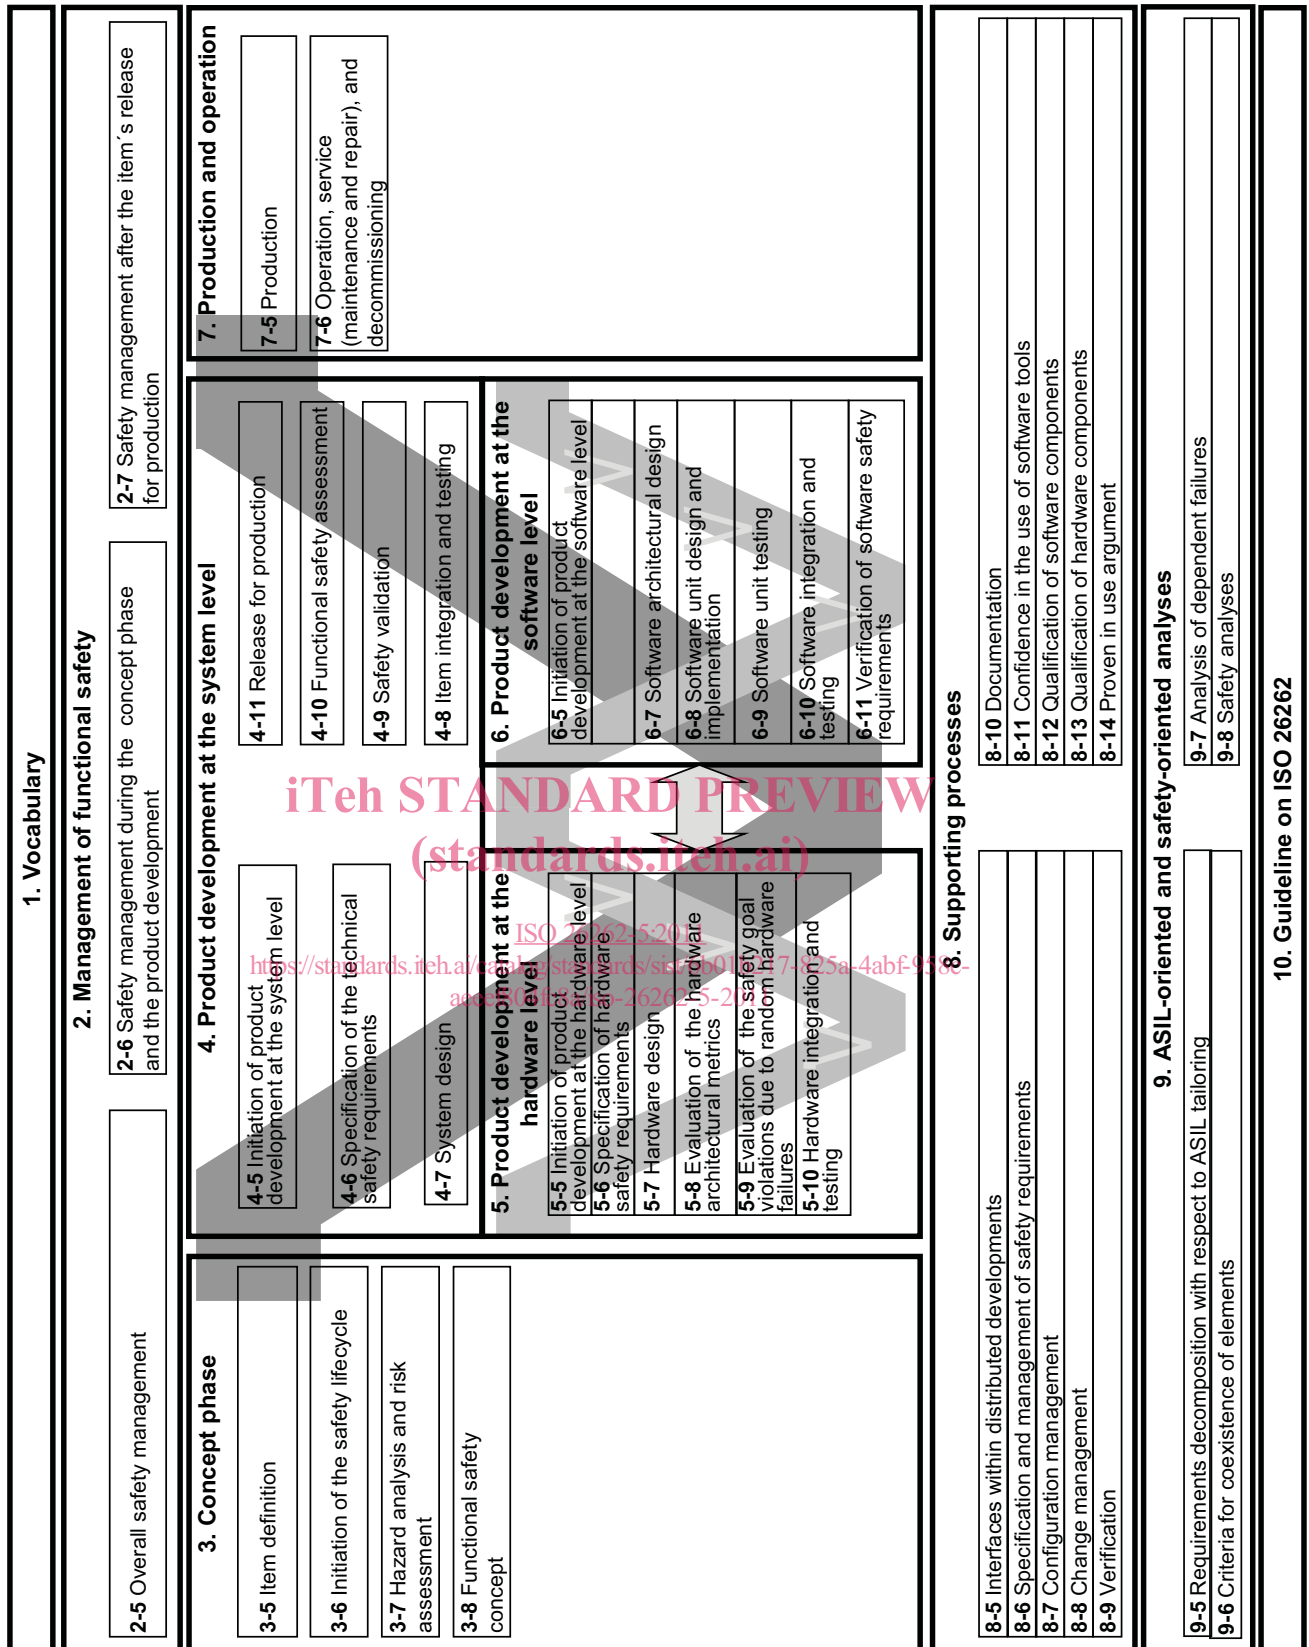 1. Vocabulary
2. Management of functional safety
2-5 Overall safety management
2-6 Safety management during the concept phase
and the product development
2-7 Safety management after the item´s release
for production
3. Concept phase
3-5 Item definition
3-6 Initiation of the safety lifecycle
3-7 Hazard analysis and risk
assessment
3-8 Functional safety
concept
4. Product development at the system level
4-5 Initiation of product
development at the system level
4-6 Specification of the technical
safety requirements
4-7 System design
4-11 Release for production
4-10 Functional safety assessment
4-9 Safety validation
4-8 Item integration and testing
7. Production and operation
7-5 Production
7-6 Operation, service
(maintenance and repair), and
decommissioning
5. Product development at the
hardware level
5-5 Initiation of product
development at the hardware level
5-6 Specification of hardware
safety requirements
5-7 Hardware design
5-8 Evaluation of the hardware
architectural metrics
5-9 Evaluation of the safety goal
violations due to random hardware
failures
5-10 Hardware integration and
testing
6. Product development at the
software level
6-5 Initiation of product
development at the software level
6-7 Software architectural design
6-8 Software unit design and
implementation
6-9 Software unit testing
6-10 Software integration and
testing
6-11 Verification of software safety
requirements
8. Supporting processes
8-5 Interfaces within distributed developments
8-6 Specification and management of safety requirements
8-7 Configuration management
8-8 Change management
8-9 Verification
8-10 Documentation
8-11 Confidence in the use of software tools
8-12 Qualification of software components
8-13 Qualification of hardware components
8-14 Proven in use argument
9. ASIL-oriented and safety-oriented analyses
9-5 Requirements decomposition with respect to ASIL tailoring
9-6 Criteria for coexistence of elements
9-7 Analysis of dependent failures
9-8 Safety analyses
10. Guideline on ISO 26262
iTeh STANDARD PREVIEW
(standards.iteh.ai)
ISO 26262-5:2011